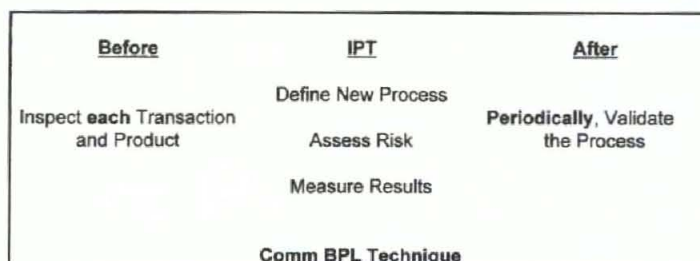 Before
IPT
After
Define New Process
Inspect each Transaction
and Product
Periodically, Validate
the Process
Assess Risk
Measure Results
Comm BPL Technique